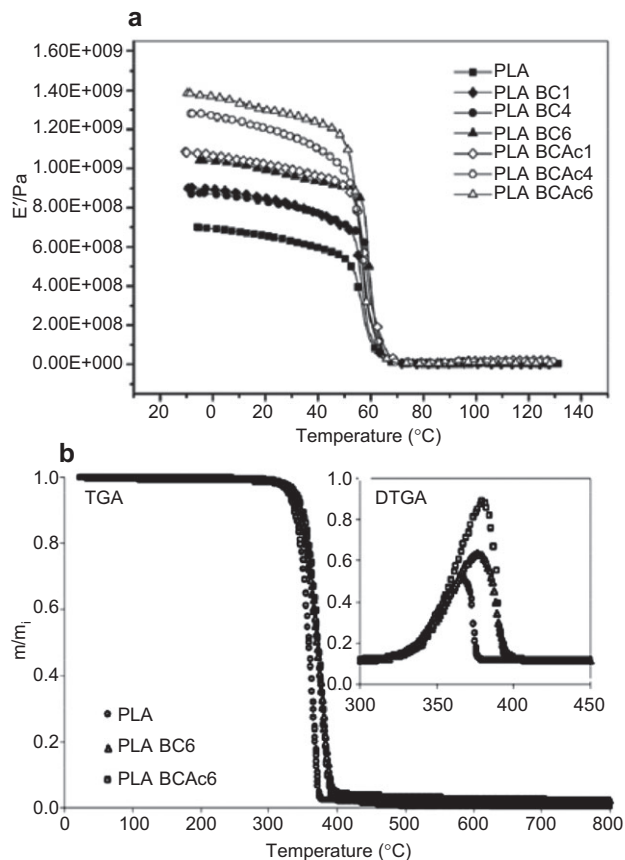 a
1.60E+009
1.40E+009
1.20E+009
1.00E+009
8.00E+008
6.00E+008
4.00E+008
2.00E+008
0.00E+000
E′/Pa
PLA
PLA BC1
PLA BC4
PLA BC6
PLA BCAc1
PLA BCAc4
PLA BCAc6
20 0 20 40 60 80 100 120 140
Temperature (°C)
b
1.0
0.8
0.6
0.4
0.2
0.0
m/mi
TGA
PLA
PLA BC6
PLA BCAc6
DTGA
1.0
0.8
0.6
0.4
0.2
0.0
300 350 400 450
0 100 200 300 400 500 600 700 800
Temperature (°C)